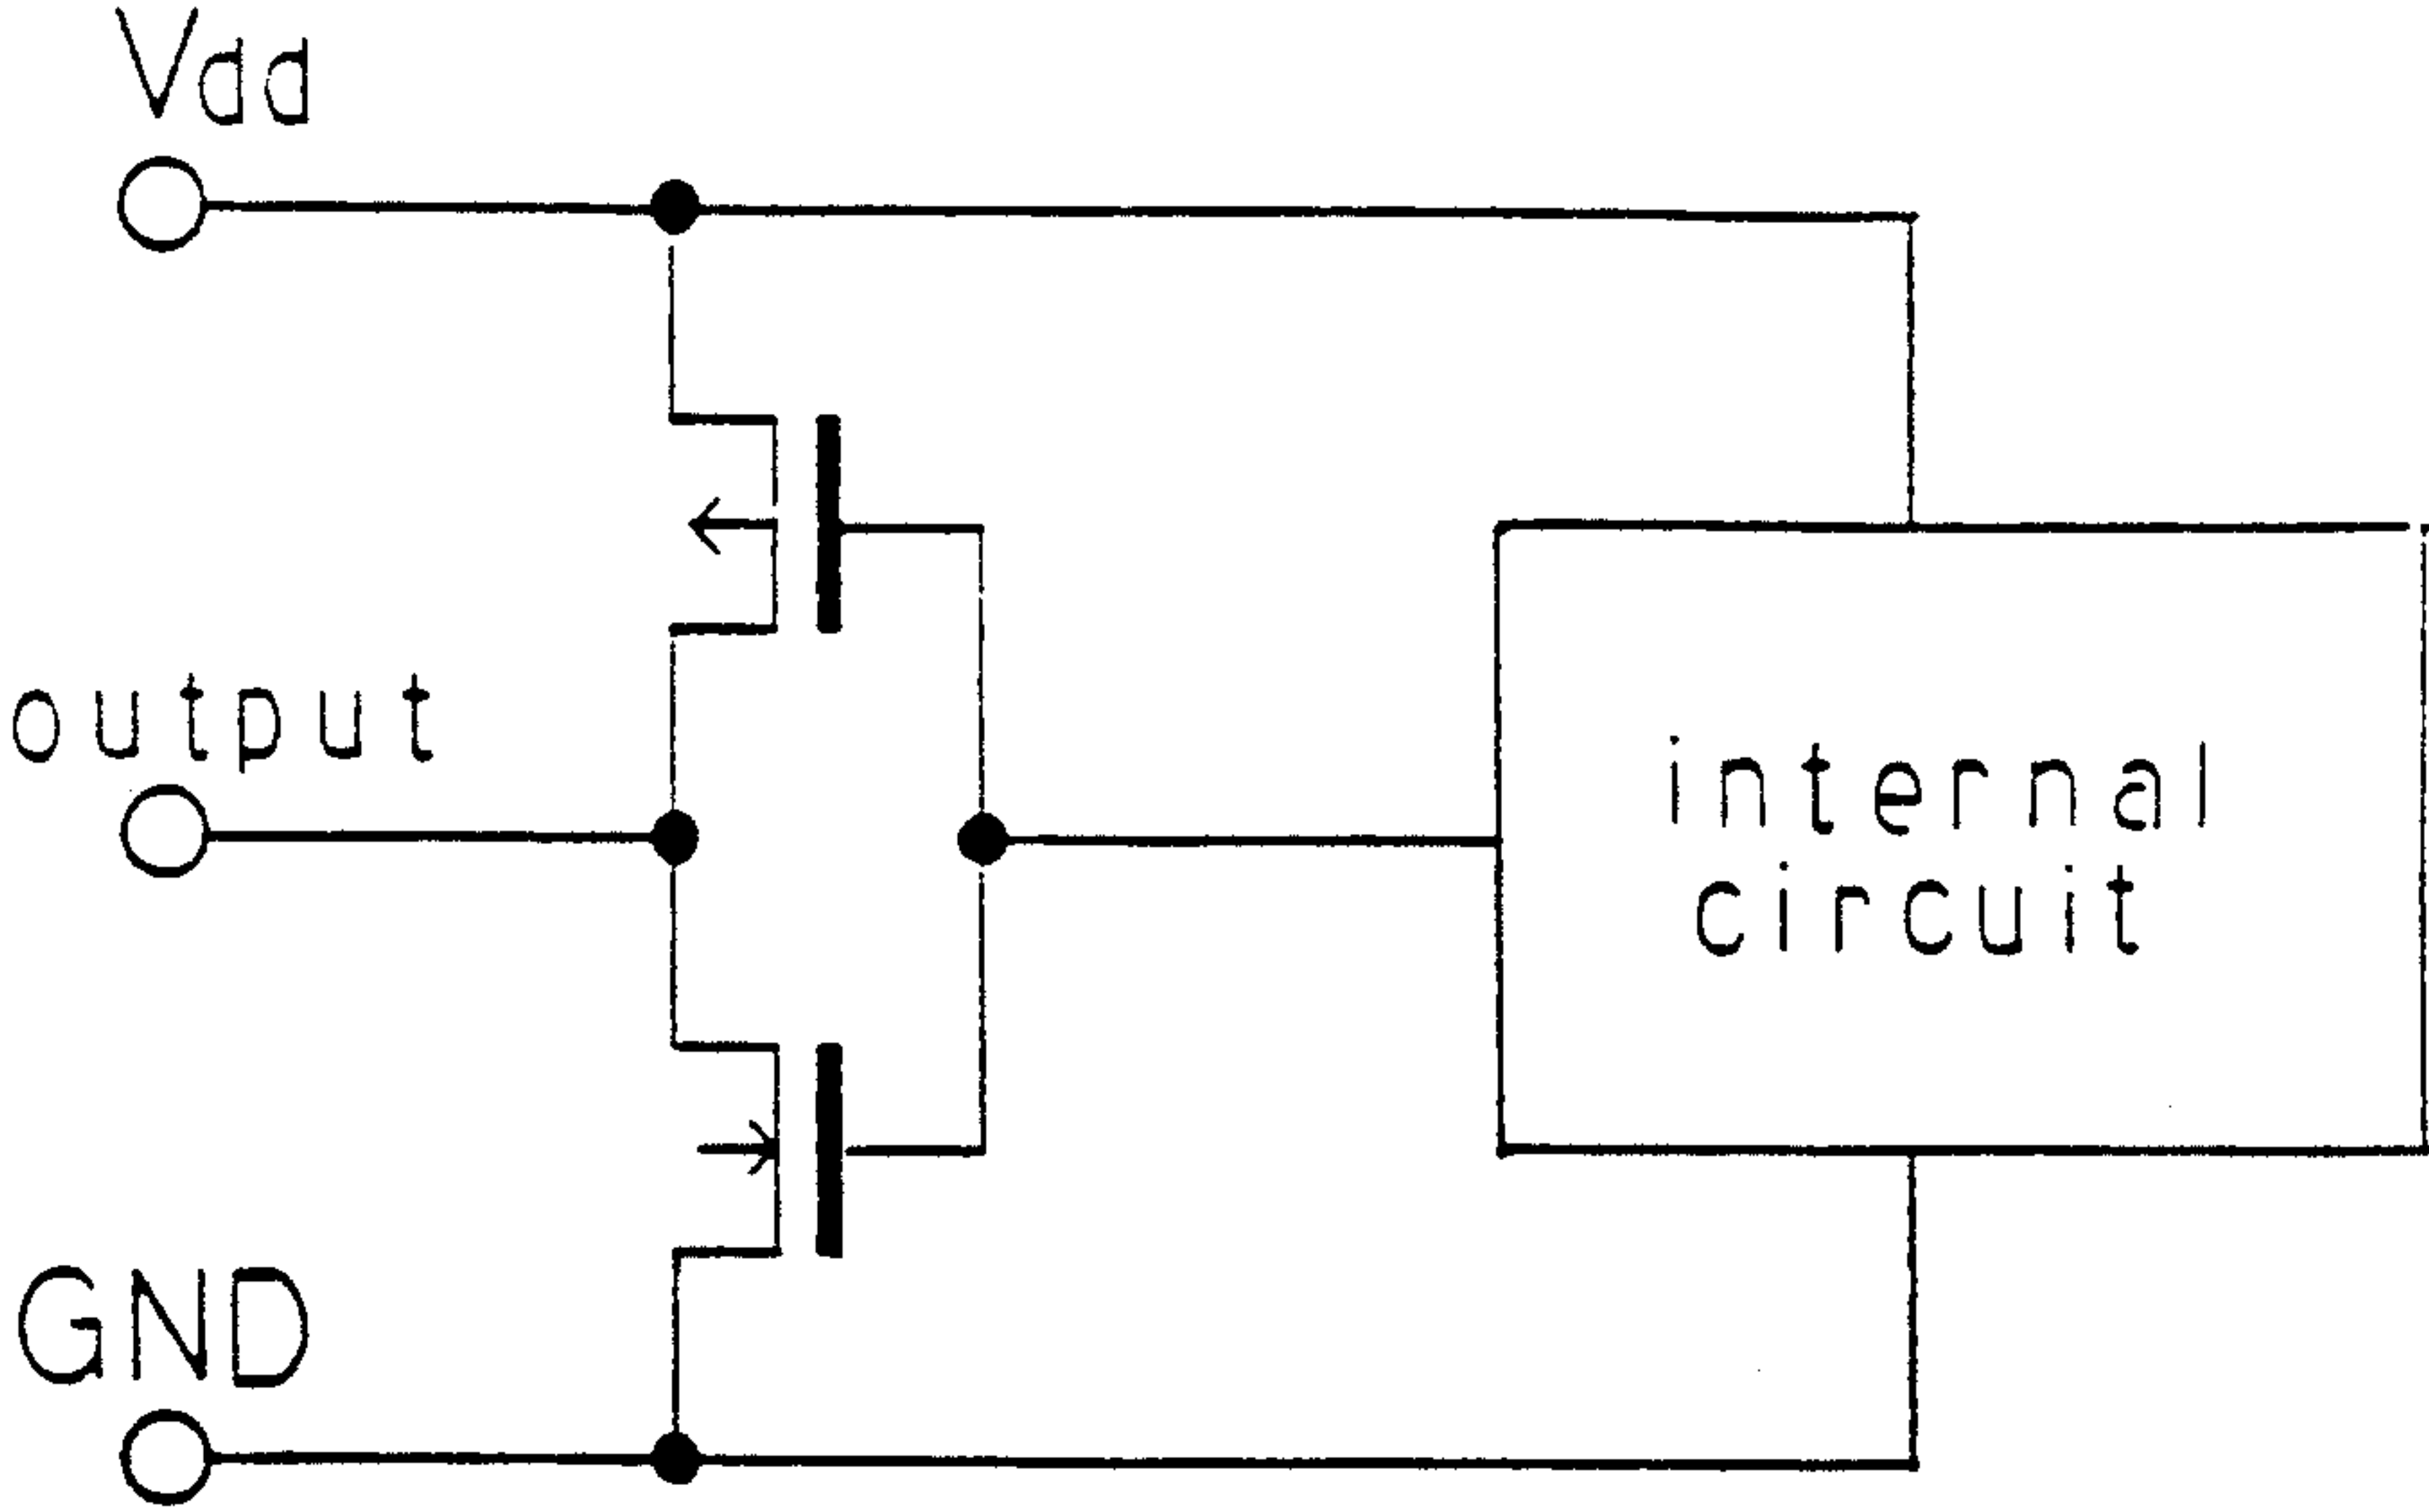 Vdd
output
internal
circuit
GND